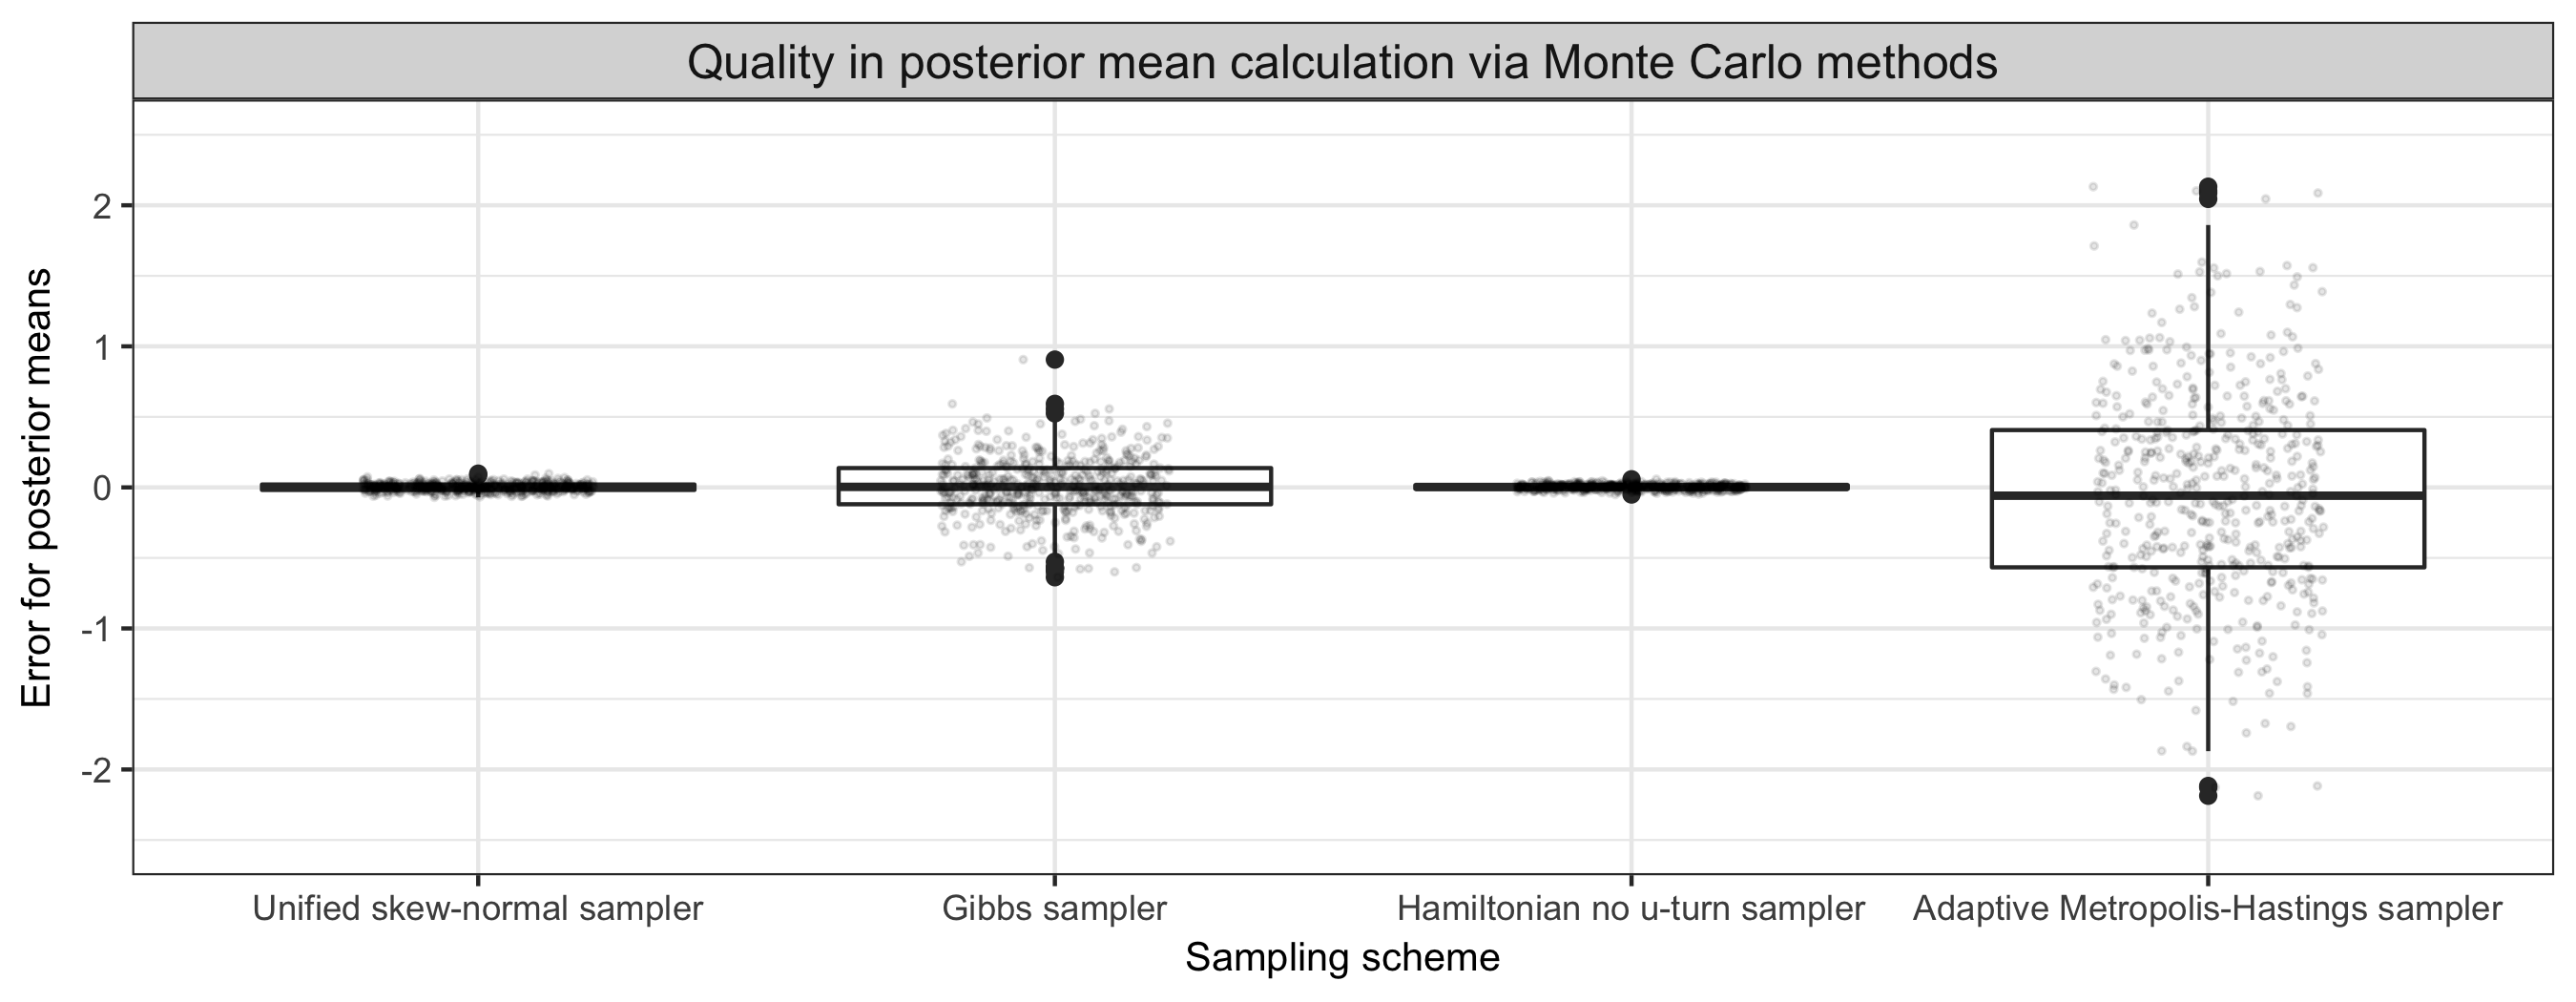 Quality in posterior mean calculation via Monte Carlo methods
Error for posterior means
2
1
0
-1
-2
Unified skew-normal sampler
Gibbs sampler
Hamiltonian no u-turn sampler
Adaptive Metropolis-Hastings sampler
Sampling scheme